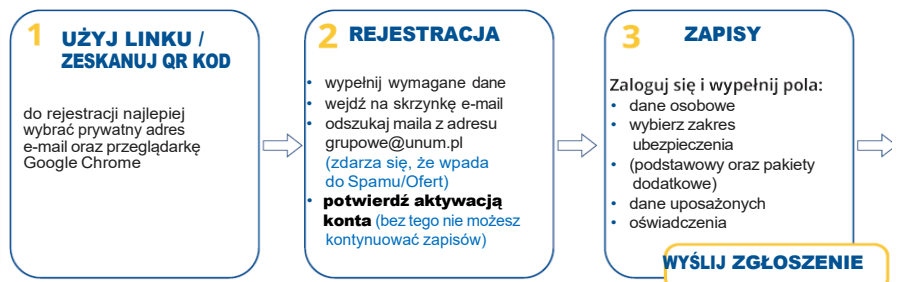 1 UŻYJ LINKU /
ZESKANUJ QR KOD
do rejestracji najlepiej
wybrać prywatny adres
e-mail oraz przeglądarkę
Google Chrome
2 REJESTRACJA
• wypełnij wymagane dane
• wejdź na skrzynkę e-mail
• odszukaj maila z adresu
grupowe@unum.pl
(zdarza się, że wpada
do Spamu/Ofert)
• potwierdź aktywacją
konta (bez tego nie możesz
kontynuować zapisów)
3 ZAPISY
Zaloguj się i wypełnij pola:
• dane osobowe
• wybierz zakres
ubezpieczenia
• (podstawowy oraz pakiety
dodatkowe)
• dane uposażonych
• oświadczenia
WYŚLIJ ZGŁOSZENIE